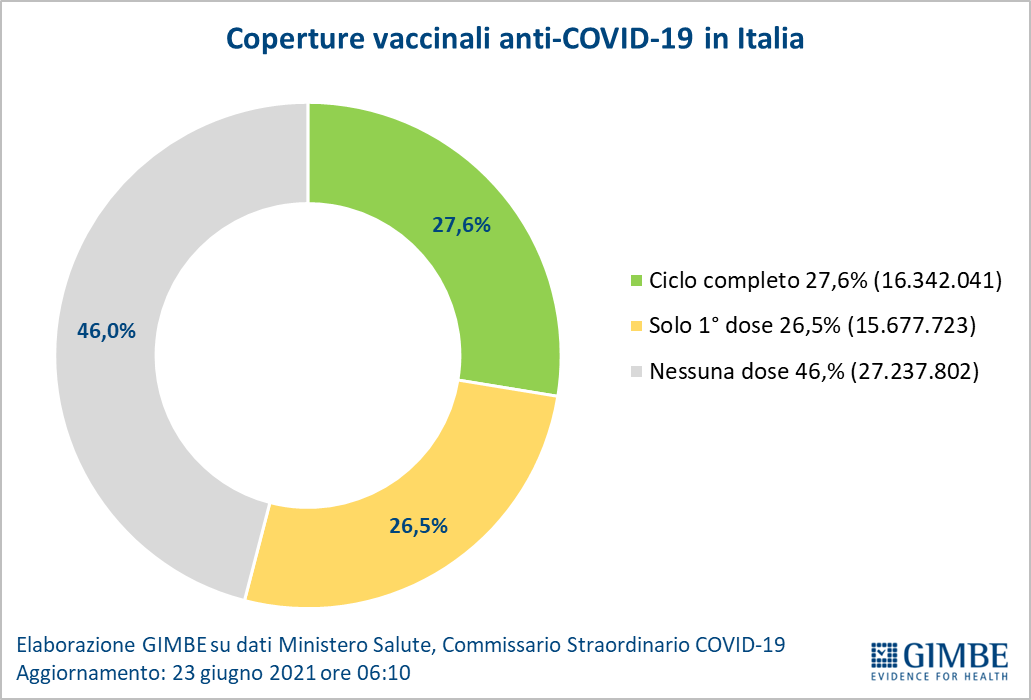 Coperture vaccinali anti-COVID-19 in Italia
27,6%
46,0%
26,5%
Ciclo completo 27,6% (16.342.041)
Solo 1° dose 26,5% (15.677.723)
Nessuna dose 46,% (27.237.802)
Elaborazione GIMBE su dati Ministero Salute, Commissario Straordinario COVID-19
Aggiornamento: 23 giugno 2021 ore 06:10
GIMBE
EVIDENCE FOR HEALTH